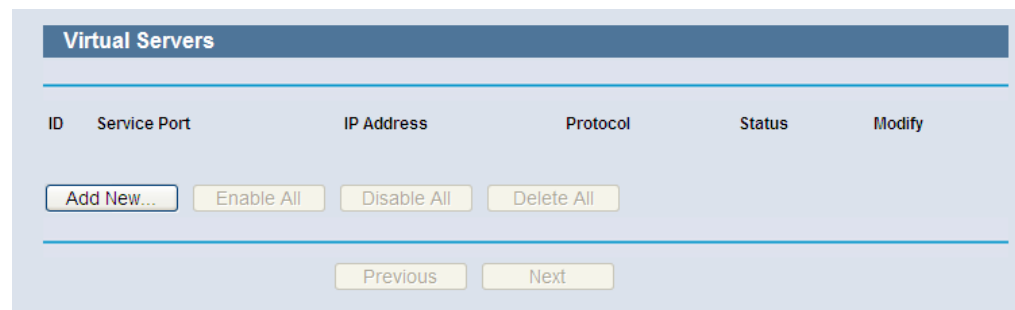 Virtual Servers
ID Service Port IP Address Protocol Status Modify
Add New... Enable All Disable All Delete All
Previous Next